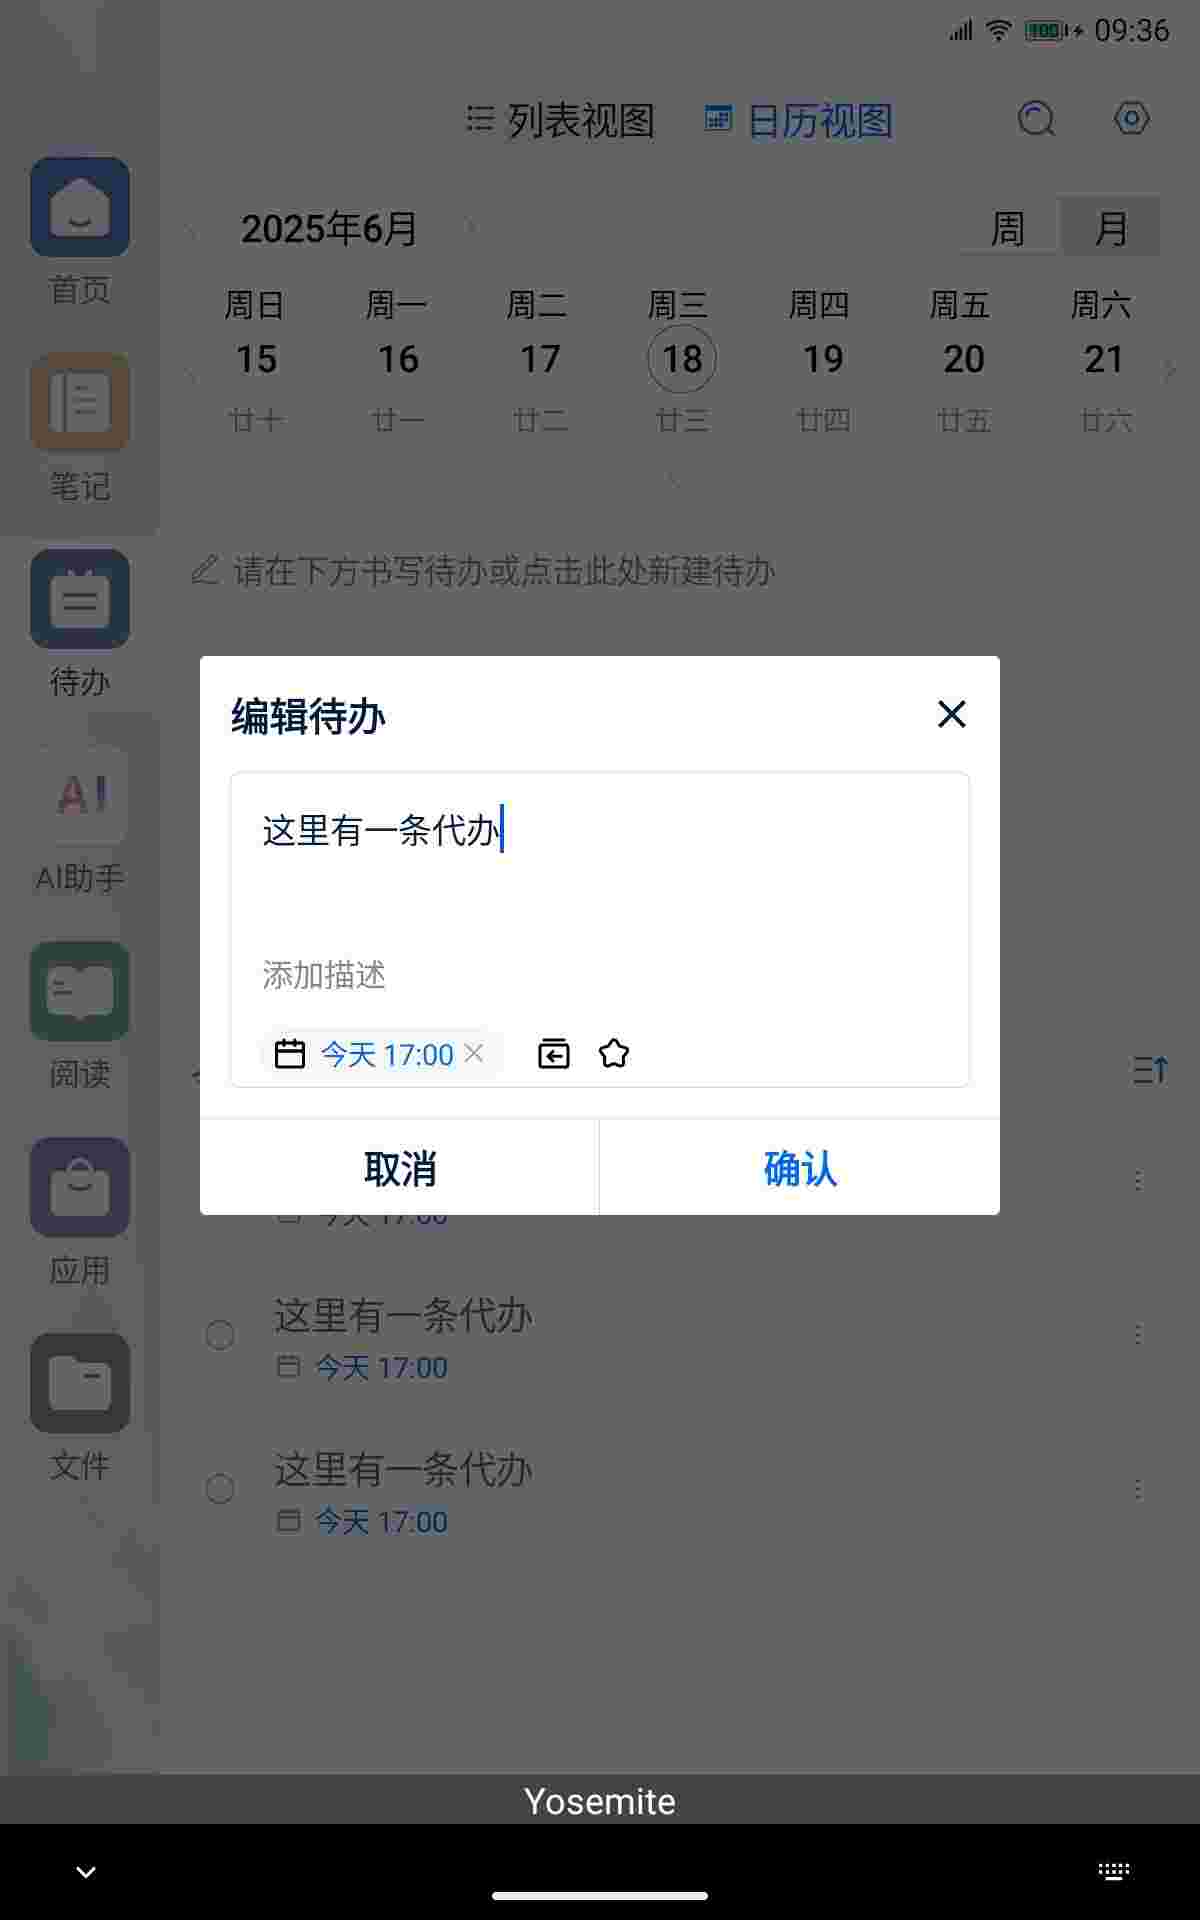 09:36
列表视图
日历视图
首页
笔记
待办
AI
AI助手
阅读
应用
文件
2025年6月
周
月
周日 周一 周二 周三 周四 周五 周六
15 16 17 18 19 20 21
廿十 廿一 廿二 廿三 廿四 廿五 廿六
请在下方书写待办或点击此处新建待办
编辑待办
这里有一条代办
添加描述
今天 17:00
取消
确认
今天 17:00
这里有一条代办
今天 17:00
这里有一条代办
今天 17:00
Yosemite